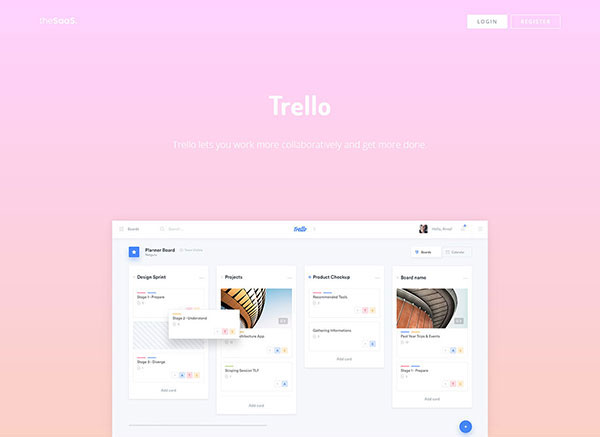 theSaaS.
LOGIN
REGISTER
Trello
Trello lets you work more collaboratively and get more done.
Boards
Search ...
trello
Planner Board
Boards
Calendar
Design Sprint
Projects
Product Checkup
Board name
Stage 1 - Prepare
Stage 2 - Understand
Stage 3 - Diverge
Add card
Architecture App
Scoping Session TLF
Add card
Recommended Tools
Gathering Informations
Add card
Past Year Trips & Events
Stage 1 - Prepare
Add card